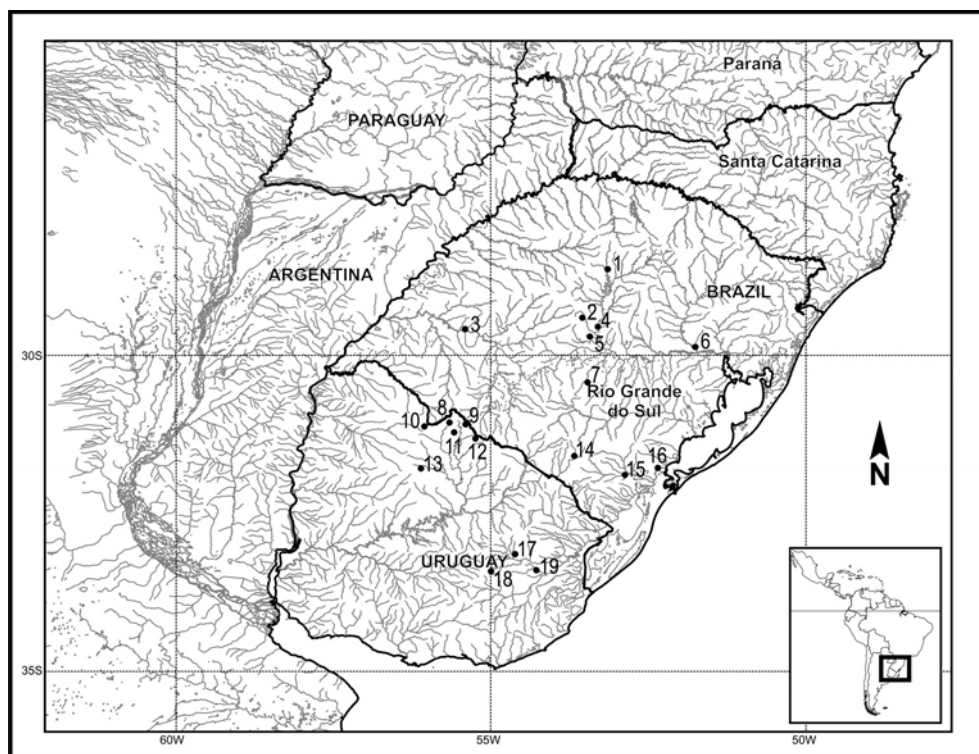 Parana
PARAGUAY
Santa Catarina
ARGENTINA
1
BRAZIL
2
3
4
5
6
30S
7
Rio Grande
do Sul
8
9
10
11
12
13
14
15
16
N
17
URUGUAY
18
19
35S
60W
55W
50W